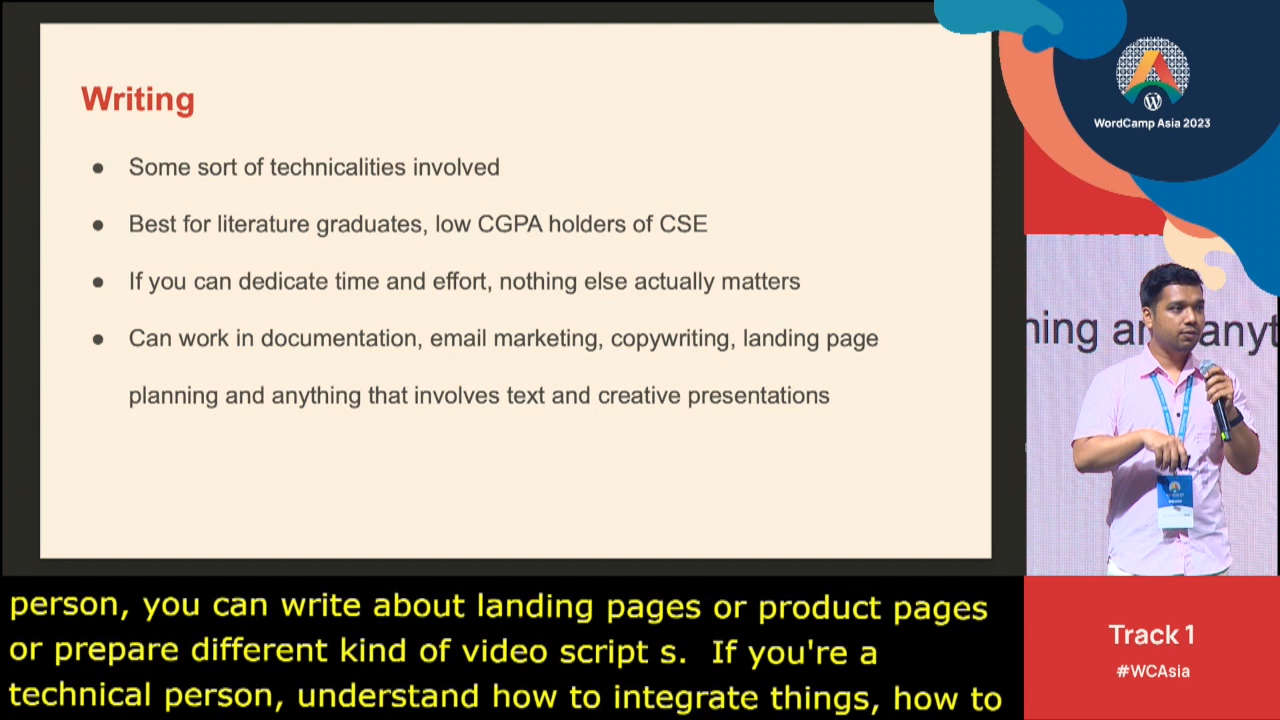 Writing
● Some sort of technicalities involved
● Best for literature graduates, low CGPA holders of CSE
● If you can dedicate time and effort, nothing else actually matters
● Can work in documentation, email marketing, copywriting, landing page
planning and anything that involves text and creative presentations
WordCamp Asia 2023
ning an anyt
person, you can write about landing pages or product pages
or prepare different kind of video script s.  If you're a
technical person, understand how to integrate things, how to
Track 1
#WCAsia